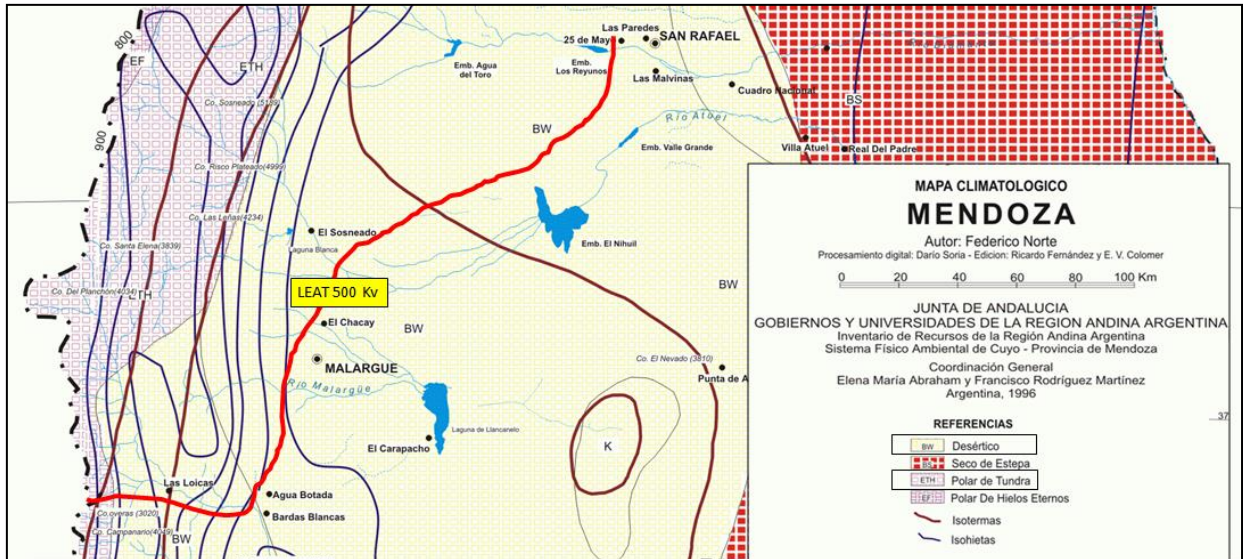 800
900
EF
ETH
Co. Sosneado (5189)
Co. Risco Plateado(4999)
Co. Las Leñas(4234)
Co. Santa Elena(3839)
Co. Del Planchón(4034)
ETH
El Sosneado
Laguna Blanca
LEAT 500 Kv
El Chacay
MALARGUE
Río Malargüe
El Carapacho
Laguna de Llancanelo
Las Loicas
Agua Botada
Bardas Blancas
Co.overas (3020)
Co. Campanario(4049)
BW
BW
Emb. Agua
del Toro
Las Paredes
25 de May
SAN RAFAEL
Emb.
Los Reyunos
Las Malvinas
Cuadro Nacional
BW
Río Atuel
Emb. Valle Grande
Villa Atuel
Real Del Padre
BS
Emb. El Nihuil
BW
Co. El Nevado (3810)
Punta de A
K
MAPA CLIMATOLOGICO
MENDOZA
Autor: Federico Norte
Procesamiento digital: Darío Soria - Edicion: Ricardo Fernández y E. V. Colomer
0 20 40 60 80 100 Km
JUNTA DE ANDALUCIA
GOBIERNOS Y UNIVERSIDADES DE LA REGION ANDINA ARGENTINA
Inventario de Recursos de la Región Andina Argentina
Sistema Físico Ambiental de Cuyo - Provincia de Mendoza
Coordinación General
Elena María Abraham y Francisco Rodríguez Martínez
Argentina, 1996
37
REFERENCIAS
BW Desértico
BS Seco de Estepa
ETH Polar de Tundra
EF Polar De Hielos Eternos
Isotermas
Isohietas